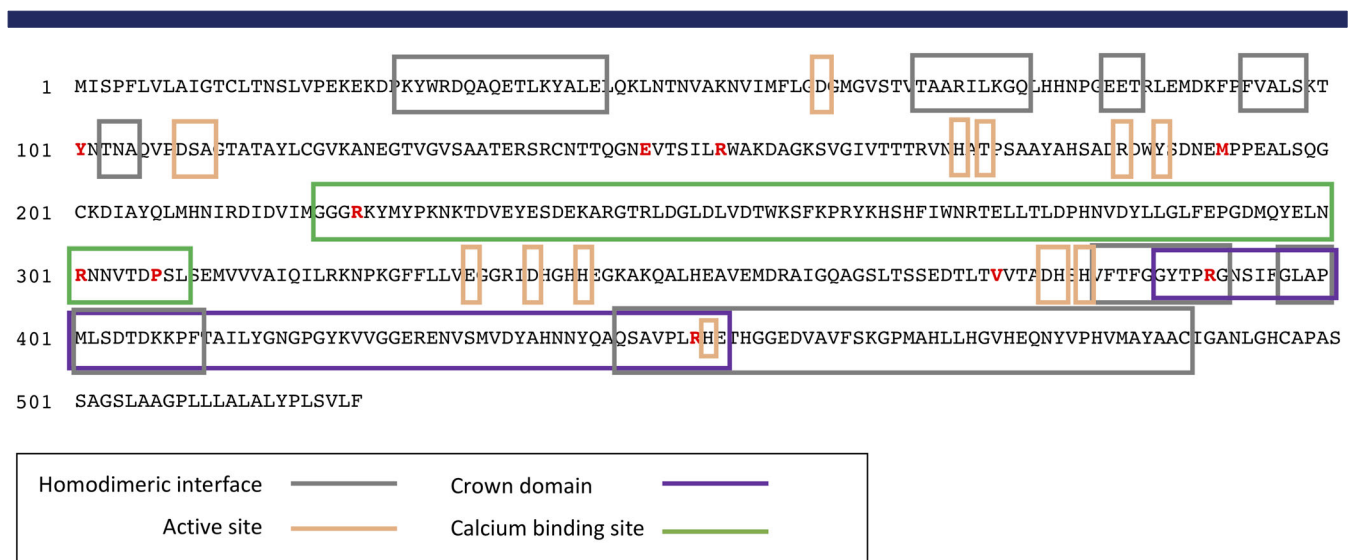 1 MISPFLVLAIGTCLTNSLVPEKEKDPKYWRDQAQETLKYALELQKLNTNVAKNVIMFLGDGMGVSTVTAARILKGQLHHNPGEETRLEMDKFPFVALSKT
101 YNTNAQVPDSAGTATAYLCGVKANEGTVGVSAATERSRCNTTQGNEVTSILRWAKDAGKSVGIVTTTRVNHATPSAAYAHSADRDWYSDNEMPPEALSQG
201 CKDIAYQLMHNIRDIDVIMGGGRKYMYPKNKTDVEYESDEKARGTRLDGLDLVDTWKSFKPRYKHSHFIWNRTELLTLDPHNVDYLLGLFEPGDMQYELN
301 RNNVTDPSLSEMVVVAIQILRKNPKGFFLLVEGGRIDHGHHEGKAKQALHEAVEMDRAIGQAGSLTSSEDTLTVVTADHSHVFTFGGYTPRGNSIFGLAP
401 MLSDTDKKPFTAILYGNGPGYKVVGGERENVSMVDYAHNNYQAQSAVPLRHETHGGEDVAVFSKGPMAHLLHGVHEQNYVPHVMAYAACIGANLGHCAPAS
501 SAGSLAAGPLLLALALYPLSVLF
Homodimeric interface Crown domain
Active site Calcium binding site